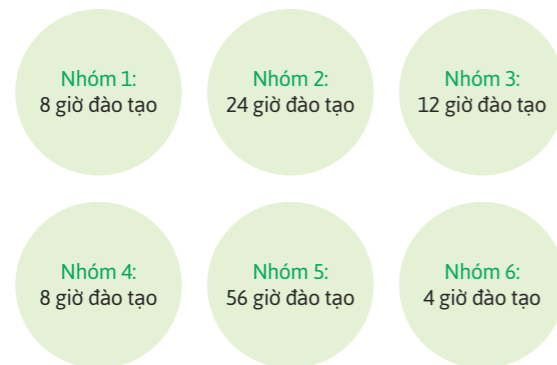 Nhóm 1:
8 giờ đào tạo
Nhóm 2:
24 giờ đào tạo
Nhóm 3:
12 giờ đào tạo
Nhóm 4:
8 giờ đào tạo
Nhóm 5:
56 giờ đào tạo
Nhóm 6:
4 giờ đào tạo